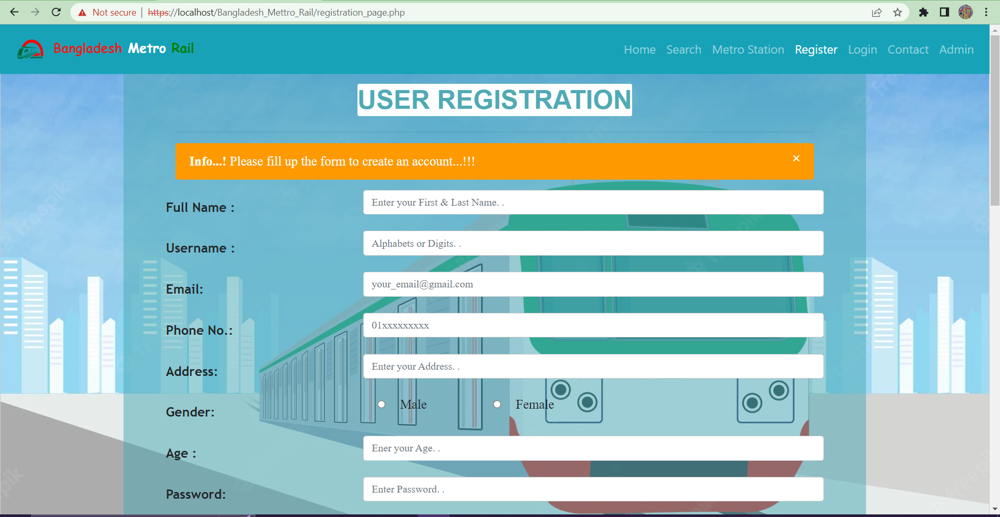 Not secure | https://localhost/Bangladesh_Mettro_Rail/registration_page.php
Bangladesh Metro Rail
Home Search Metro Station Register Login Contact Admin
USER REGISTRATION
Info...! Please fill up the form to create an account...!!! ×
Full Name : Enter your First & Last Name. .
Username : Alphabets or Digits. .
Email: your_email@gmail.com
Phone No.: 01xxxxxxxxx
Address: Enter your Address. .
Gender: Male Female
Age : Ener your Age. .
Password: Enter Password. .
freepik